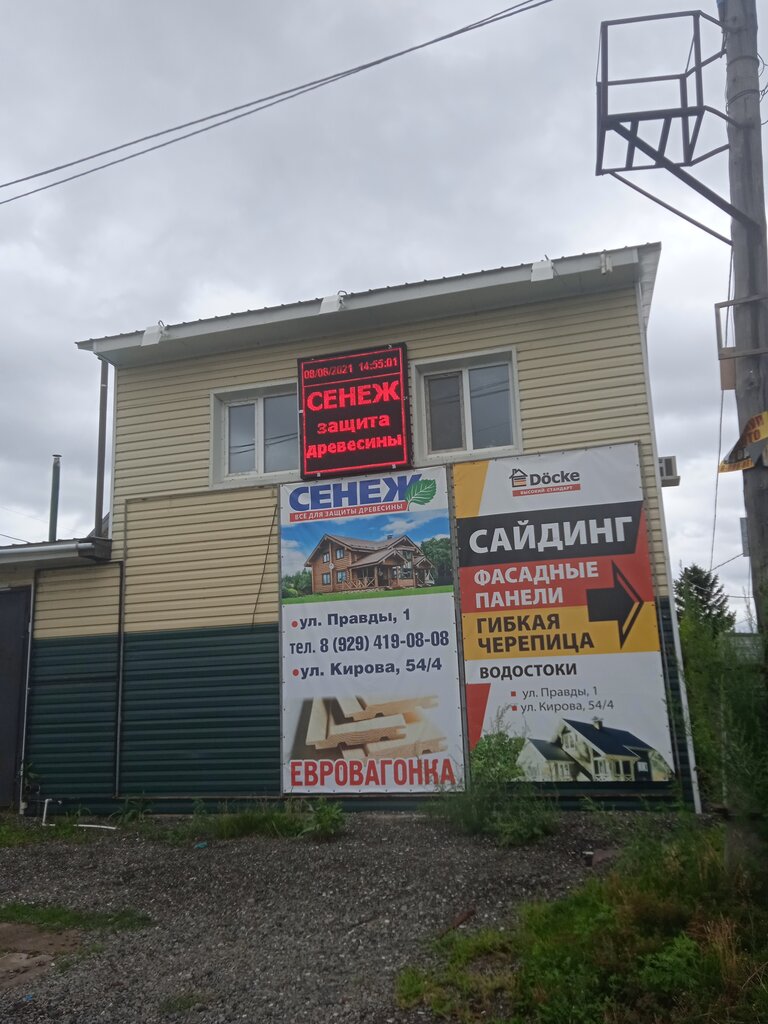 08/08/2021 14:55:01
СЕНЕЖ
защита
древесины
СЕНЕЖ
ВСЕ ДЛЯ ЗАЩИТЫ ДРЕВЕСИНЫ
ул. Правды, 1
тел. 8 (929) 419-08-08
ул. Кирова, 54/4
ЕВРОВАГОНКА
Döcke
ВЫСОКИЙ СТАНДАРТ
САЙДИНГ
ФАСАДНЫЕ
ПАНЕЛИ
ГИБКАЯ
ЧЕРЕПИЦА
ВОДОСТОКИ
ул. Правды, 1
ул. Кирова, 54/4